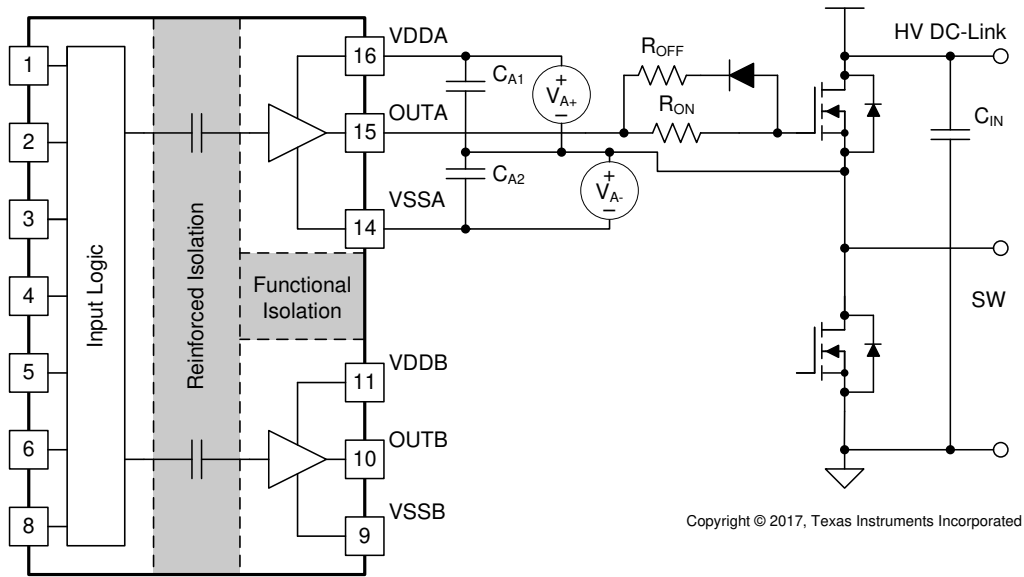 1
2
3
4
5
6
8
Input Logic
Reinforced Isolation
Functional
Isolation
16
15
14
11
10
9
VDDA
OUTA
VSSA
VDDB
OUTB
VSSB
CA1
CA2
+
VA+
−
+
VA-
−
ROFF
RON
HV DC-Link
CIN
SW
Copyright © 2017, Texas Instruments Incorporated